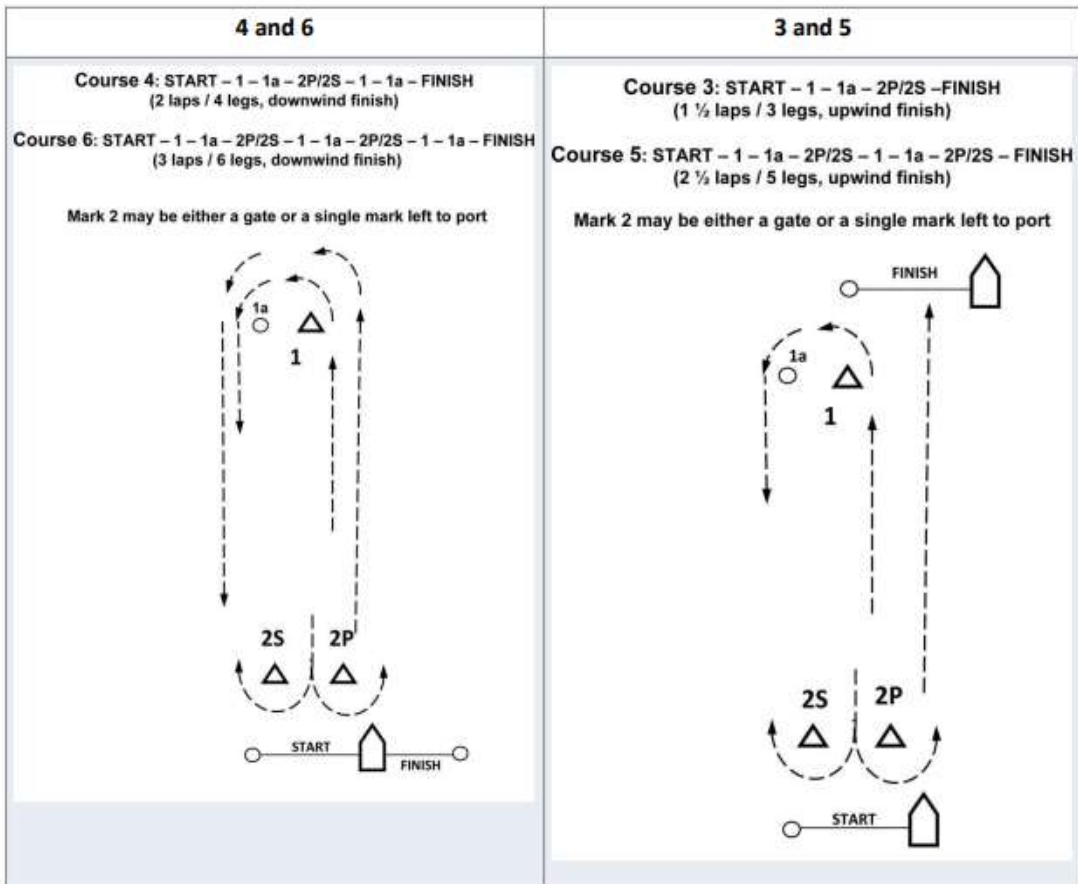 4 and 6
Course 4: START – 1 – 1a – 2P/2S – 1 – 1a – FINISH
(2 laps / 4 legs, downwind finish)
Course 6: START – 1 – 1a – 2P/2S – 1 – 1a – 2P/2S – 1 – 1a – FINISH
(3 laps / 6 legs, downwind finish)
Mark 2 may be either a gate or a single mark left to port
1a
1
2S 2P
START
FINISH
3 and 5
Course 3: START – 1 – 1a – 2P/2S –FINISH
(1 ½ laps / 3 legs, upwind finish)
Course 5: START – 1 – 1a – 2P/2S – 1 – 1a – 2P/2S – FINISH
(2 ½ laps / 5 legs, upwind finish)
Mark 2 may be either a gate or a single mark left to port
FINISH
1a
1
2S 2P
START